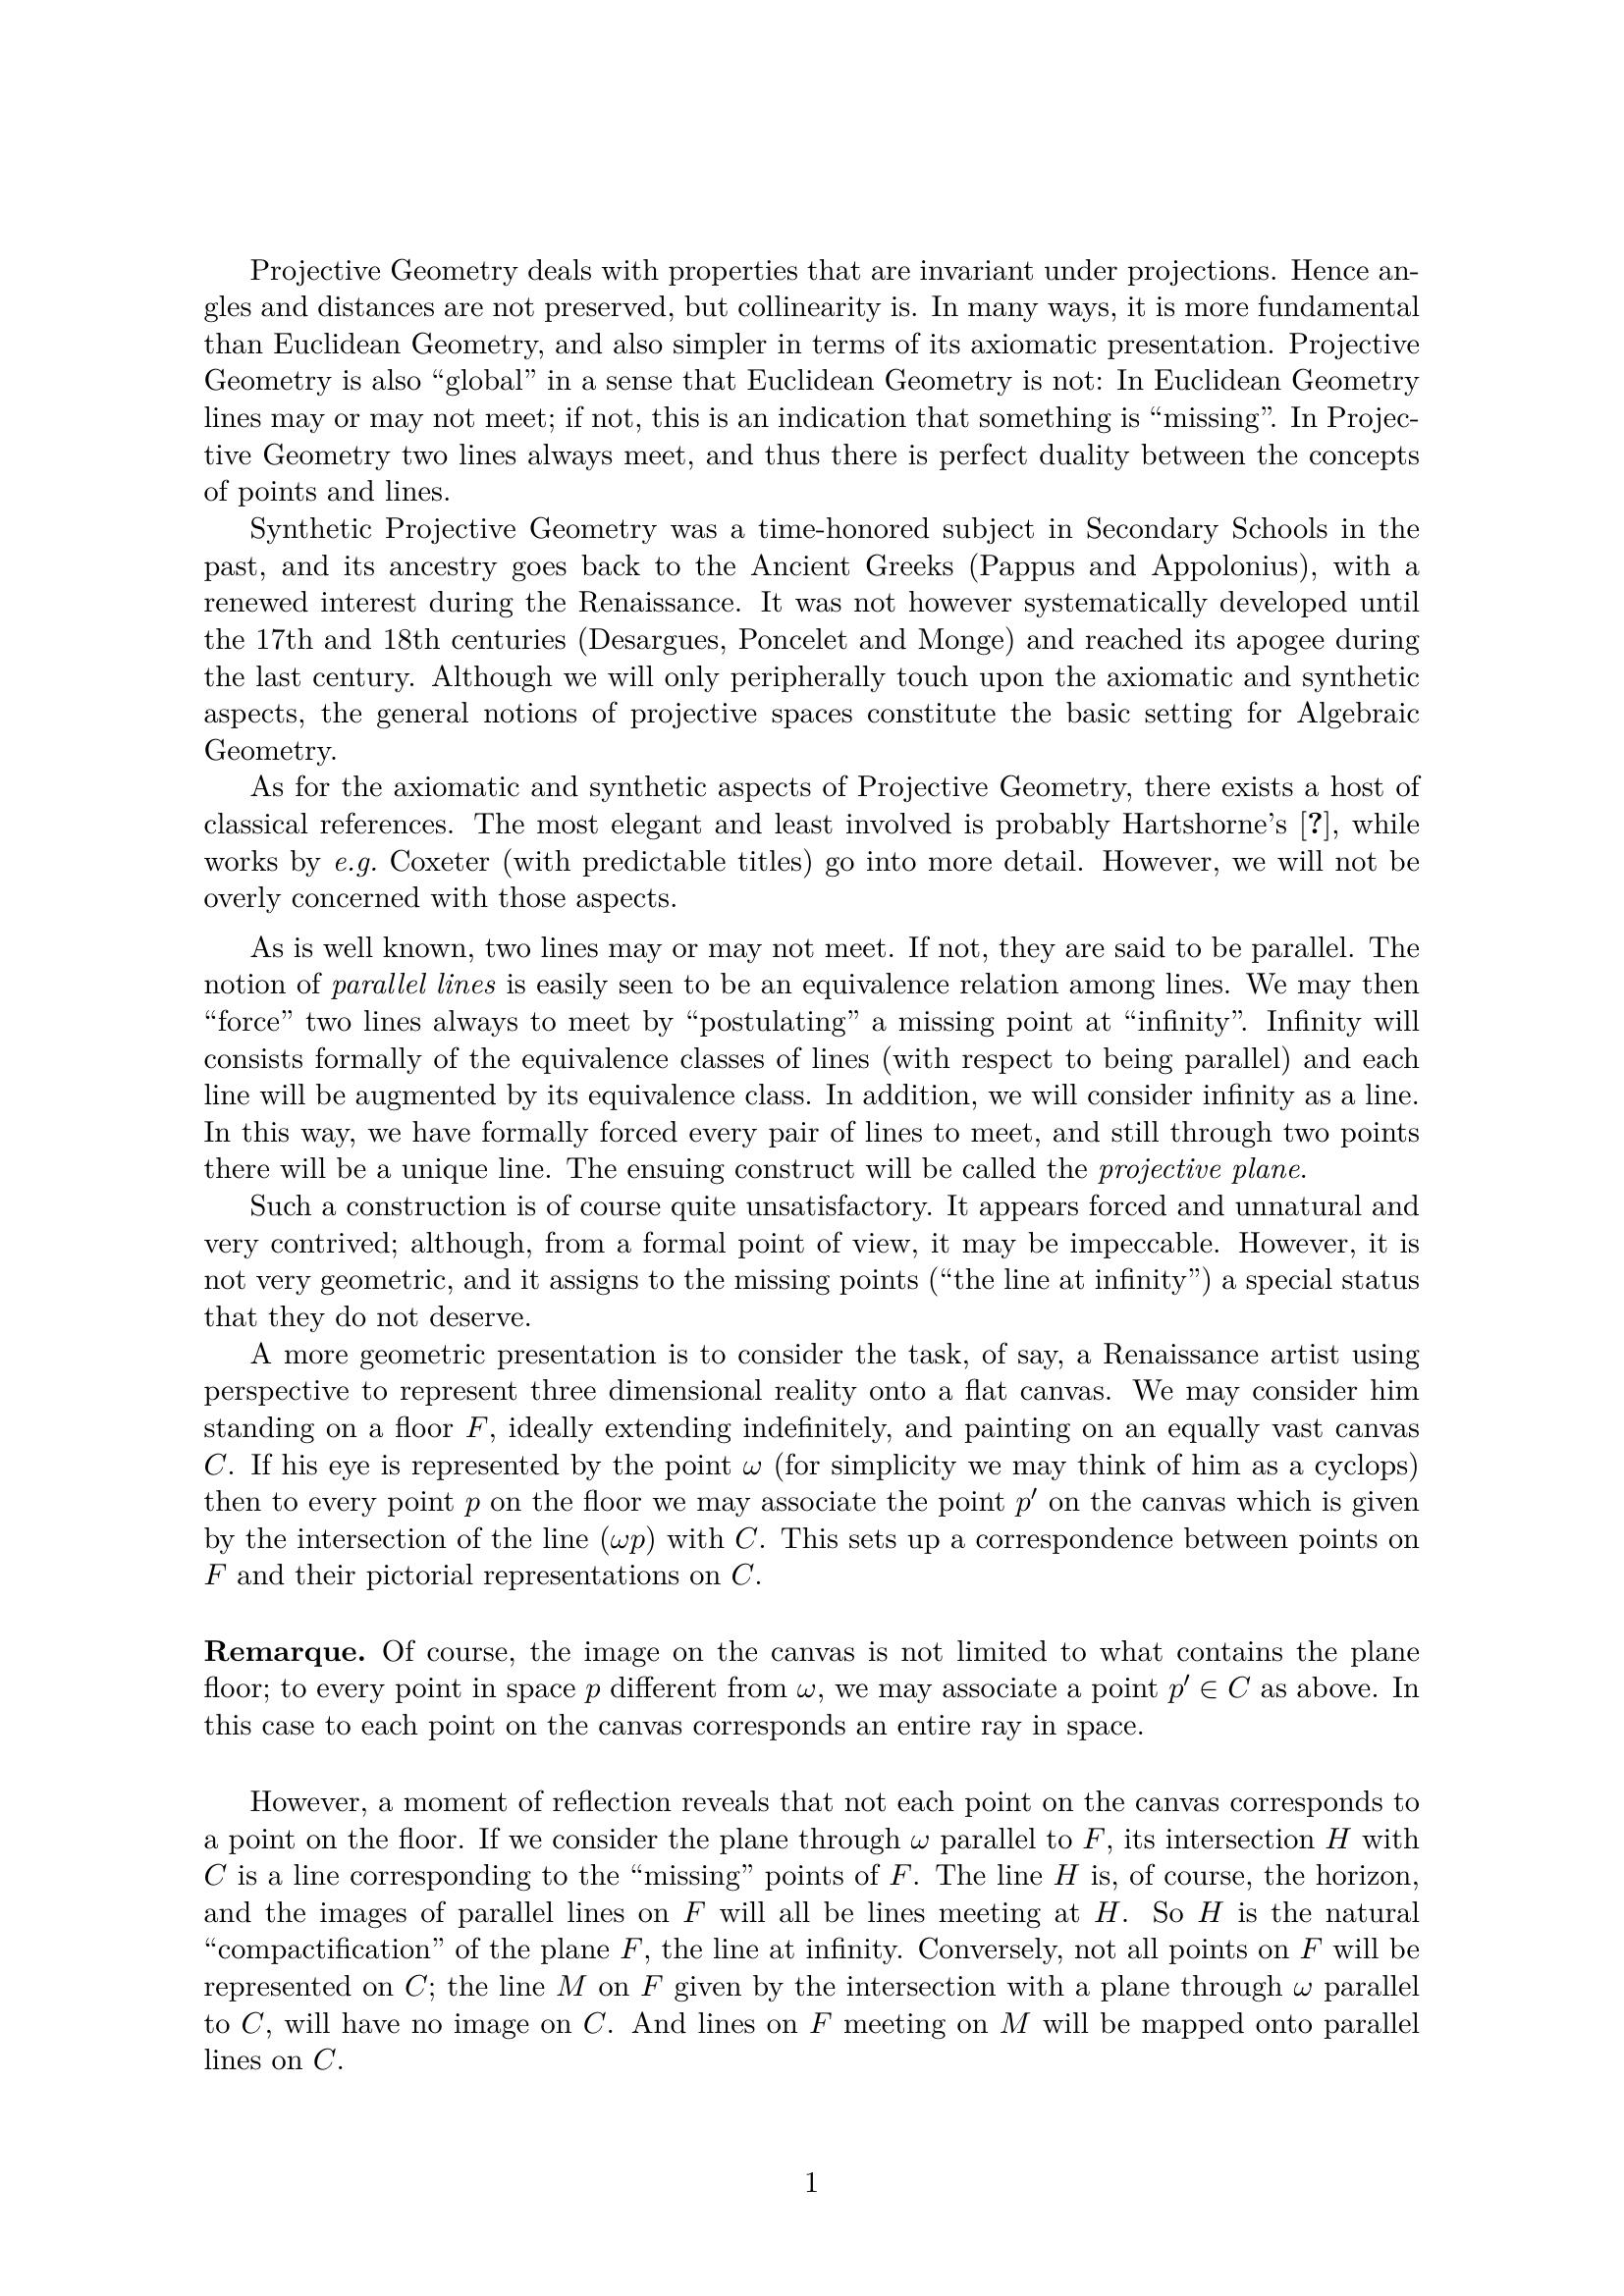 Projective Geometry deals with properties that are invariant under projections. Hence an-
gles and distances are not preserved, but collinearity is. In many ways, it is more fundamental
than Euclidean Geometry, and also simpler in terms of its axiomatic presentation. Projective
Geometry is also “global” in a sense that Euclidean Geometry is not: In Euclidean Geometry
lines may or may not meet; if not, this is an indication that something is “missing”. In Projec-
tive Geometry two lines always meet, and thus there is perfect duality between the concepts
of points and lines.
Synthetic Projective Geometry was a time-honored subject in Secondary Schools in the
past, and its ancestry goes back to the Ancient Greeks (Pappus and Appolonius), with a
renewed interest during the Renaissance. It was not however systematically developed until
the 17th and 18th centuries (Desargues, Poncelet and Monge) and reached its apogee during
the last century. Although we will only peripherally touch upon the axiomatic and synthetic
aspects, the general notions of projective spaces constitute the basic setting for Algebraic
Geometry.
As for the axiomatic and synthetic aspects of Projective Geometry, there exists a host of
classical references. The most elegant and least involved is probably Hartshorne’s [?], while
works by e.g. Coxeter (with predictable titles) go into more detail. However, we will not be
overly concerned with those aspects.
As is well known, two lines may or may not meet. If not, they are said to be parallel. The
notion of parallel lines is easily seen to be an equivalence relation among lines. We may then
“force” two lines always to meet by “postulating” a missing point at “infinity”. Infinity will
consists formally of the equivalence classes of lines (with respect to being parallel) and each
line will be augmented by its equivalence class. In addition, we will consider infinity as a line.
In this way, we have formally forced every pair of lines to meet, and still through two points
there will be a unique line. The ensuing construct will be called the projective plane.
Such a construction is of course quite unsatisfactory. It appears forced and unnatural and
very contrived; although, from a formal point of view, it may be impeccable. However, it is
not very geometric, and it assigns to the missing points (“the line at infinity”) a special status
that they do not deserve.
A more geometric presentation is to consider the task, of say, a Renaissance artist using
perspective to represent three dimensional reality onto a flat canvas. We may consider him
standing on a floor F, ideally extending indefinitely, and painting on an equally vast canvas
C. If his eye is represented by the point ω (for simplicity we may think of him as a cyclops)
then to every point p on the floor we may associate the point p′ on the canvas which is given
by the intersection of the line (ωp) with C. This sets up a correspondence between points on
F and their pictorial representations on C.
Remarque. Of course, the image on the canvas is not limited to what contains the plane
floor; to every point in space p different from ω, we may associate a point p′ ∈ C as above. In
this case to each point on the canvas corresponds an entire ray in space.
However, a moment of reflection reveals that not each point on the canvas corresponds to
a point on the floor. If we consider the plane through ω parallel to F, its intersection H with
C is a line corresponding to the “missing” points of F. The line H is, of course, the horizon,
and the images of parallel lines on F will all be lines meeting at H. So H is the natural
“compactification” of the plane F, the line at infinity. Conversely, not all points on F will be
represented on C; the line M on F given by the intersection with a plane through ω parallel
to C, will have no image on C. And lines on F meeting on M will be mapped onto parallel
lines on C.
1